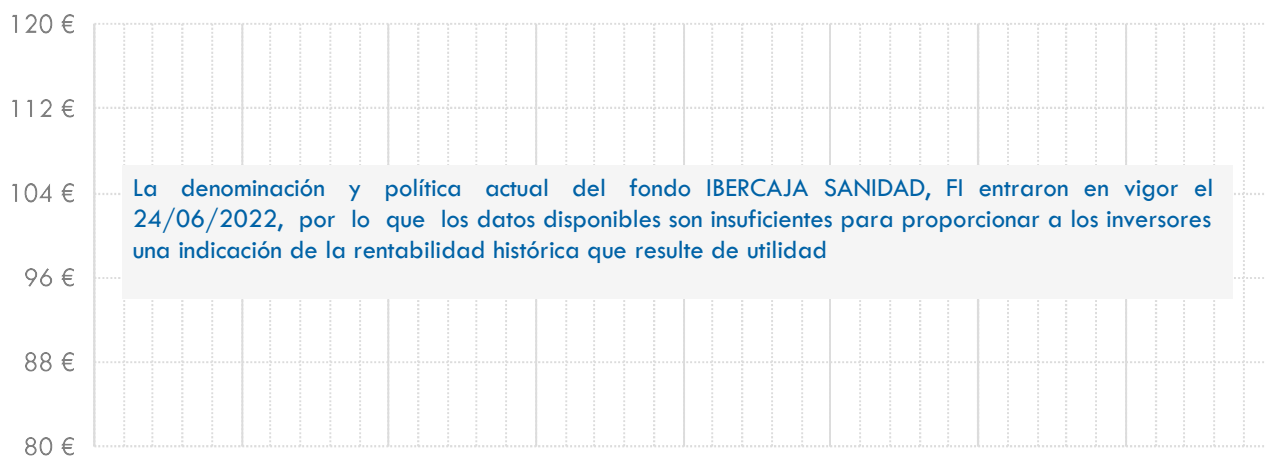 120 €
112 €
104 €
La denominación y política actual del fondo IBERCAJA SANIDAD, FI entraron en vigor el
24/06/2022, por lo que los datos disponibles son insuficientes para proporcionar a los inversores
una indicación de la rentabilidad histórica que resulte de utilidad
96 €
88 €
80 €